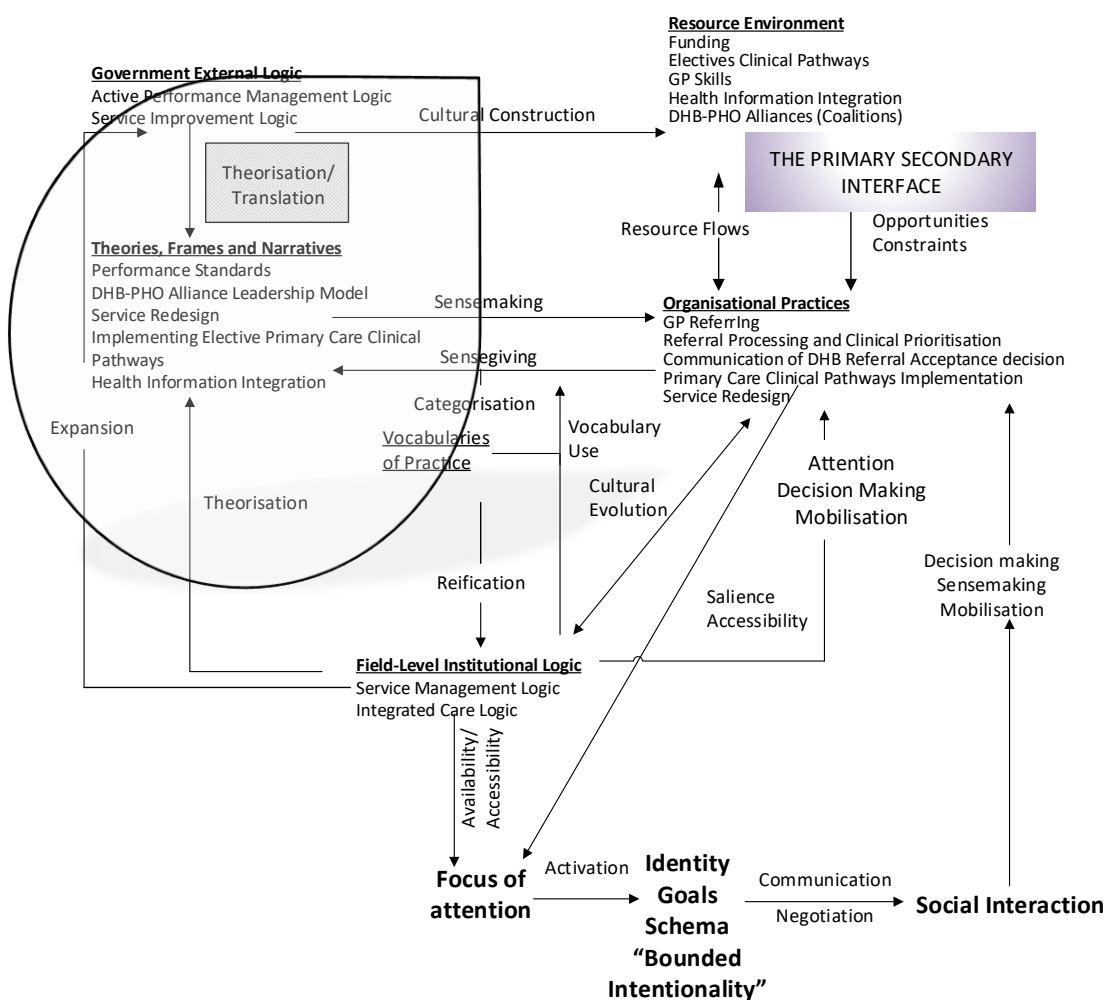 Resource Environment
Funding
Electives Clinical Pathways
GP Skills
Health Information Integration
DHB-PHO Alliances (Coalitions)
Government External Logic
Active Performance Management Logic
Service Improvement Logic
Cultural Construction
THE PRIMARY SECONDARY
INTERFACE
Theorisation/
Translation
Resource Flows
Opportunities
Constraints
Theories, Frames and Narratives
Performance Standards
DHB-PHO Alliance Leadership Model
Service Redesign
Implementing Elective Primary Care Clinical
Pathways
Health Information Integration
Sensemaking
Sensegiving
Organisational Practices
GP ReferrIng
Referral Processing and Clinical Prioritisation
Communication of DHB Referral Acceptance decision
Primary Care Clinical Pathways Implementation
Service Redesign
Categorisation
Expansion
Vocabularies
of Practice
Vocabulary
Use
Attention
Decision Making
Mobilisation
Cultural
Evolution
Theorisation
Reification
Decision making
Sensemaking
Mobilisation
Salience
Accessibility
Field-Level Institutional Logic
Service Management Logic
Integrated Care Logic
Availability/
Accessibility
Focus of
attention
Activation
Identity
Goals
Schema
“Bounded
Intentionality”
Communication
Negotiation
Social Interaction